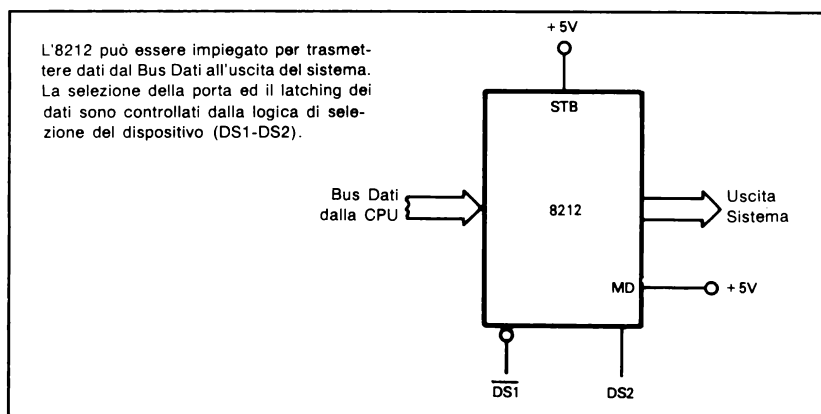 L'8212 può essere impiegato per trasmet-
tere dati dal Bus Dati all'uscita del sistema.
La selezione della porta ed il latching dei
dati sono controllati dalla logica di sele-
zione del dispositivo (DS1-DS2).
+5V
STB
Bus Dati
dalla CPU
8212
Uscita
Sistema
MD
+5V
DS1
DS2